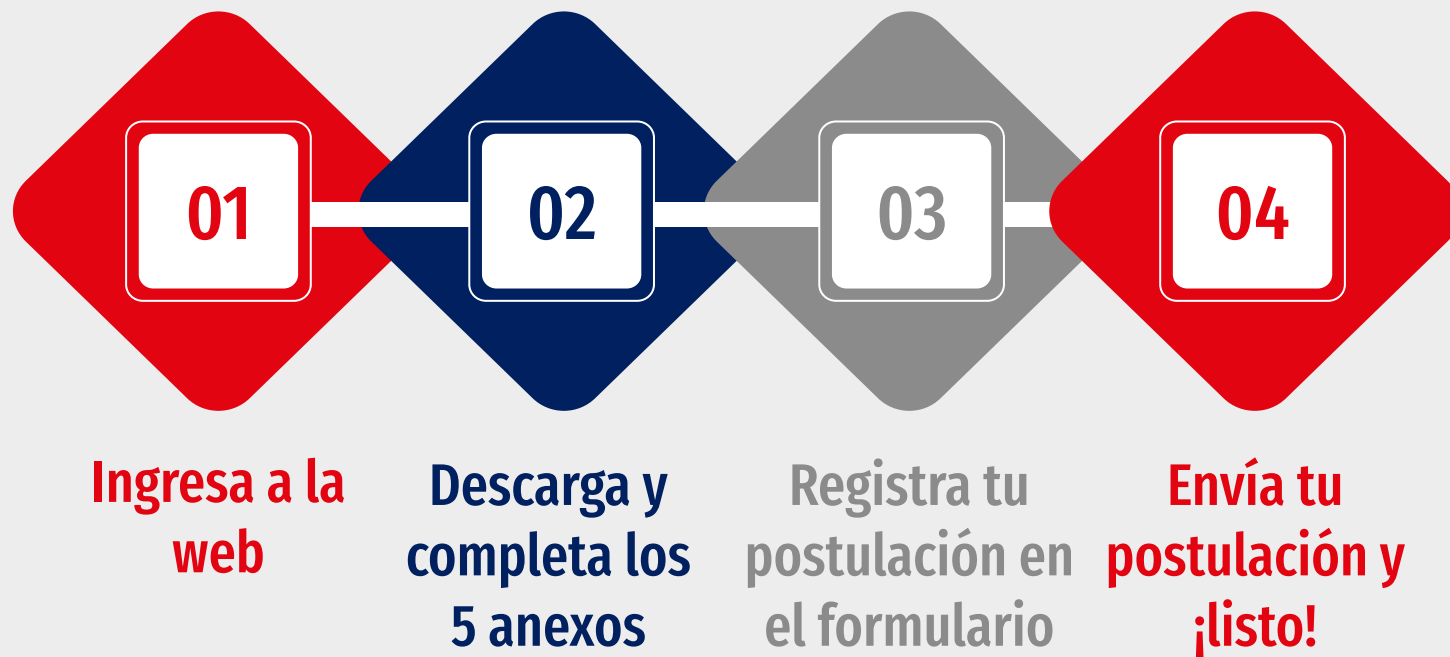 01
02
03
04
Ingresa a la
web
Descarga y
completa los
5 anexos
Registra tu
postulación en
el formulario
Envía tu
postulación y
¡listo!